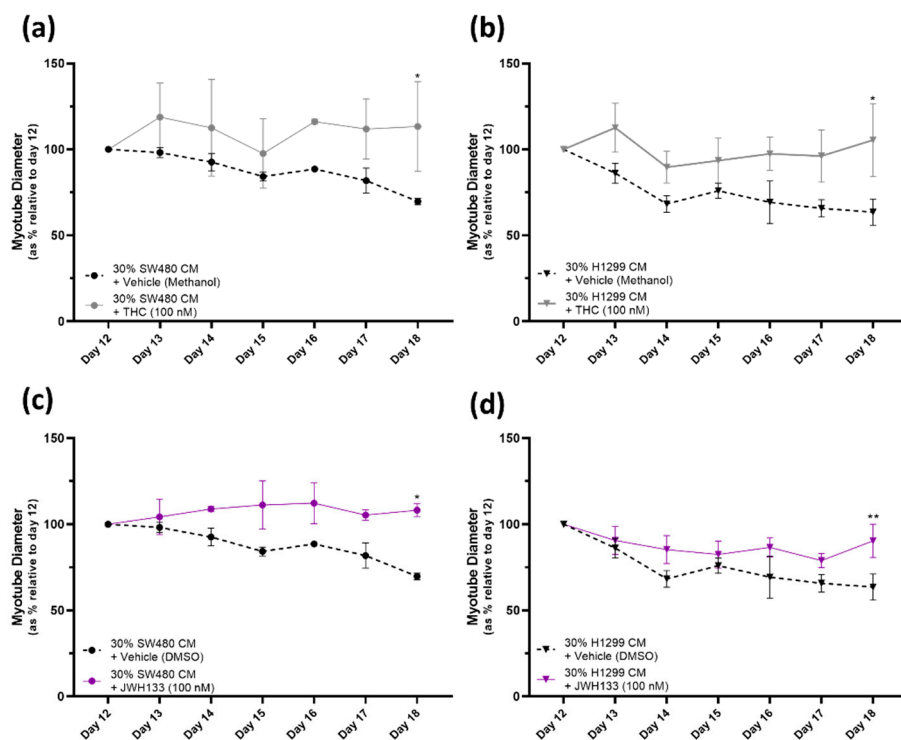 (a)
Myotube Diameter
(as % relative to day 12)
150
100
50
0
*
30% SW480 CM
+ Vehicle (Methanol)
30% SW480 CM
+ THC (100 nM)
Day 12
Day 13
Day 14
Day 15
Day 16
Day 17
Day 18
(b)
Myotube Diameter
(as % relative to day 12)
150
100
50
0
*
30% H1299 CM
+ Vehicle (Methanol)
30% H1299 CM
+ THC (100 nM)
Day 12
Day 13
Day 14
Day 15
Day 16
Day 17
Day 18
(c)
Myotube Diameter
(as % relative to day 12)
150
100
50
0
*
30% SW480 CM
+ Vehicle (DMSO)
30% SW480 CM
+ JWH133 (100 nM)
Day 12
Day 13
Day 14
Day 15
Day 16
Day 17
Day 18
(d)
Myotube Diameter
(as % relative to day 12)
150
100
50
0
**
30% H1299 CM
+ Vehicle (DMSO)
30% H1299 CM
+ JWH133 (100 nM)
Day 12
Day 13
Day 14
Day 15
Day 16
Day 17
Day 18